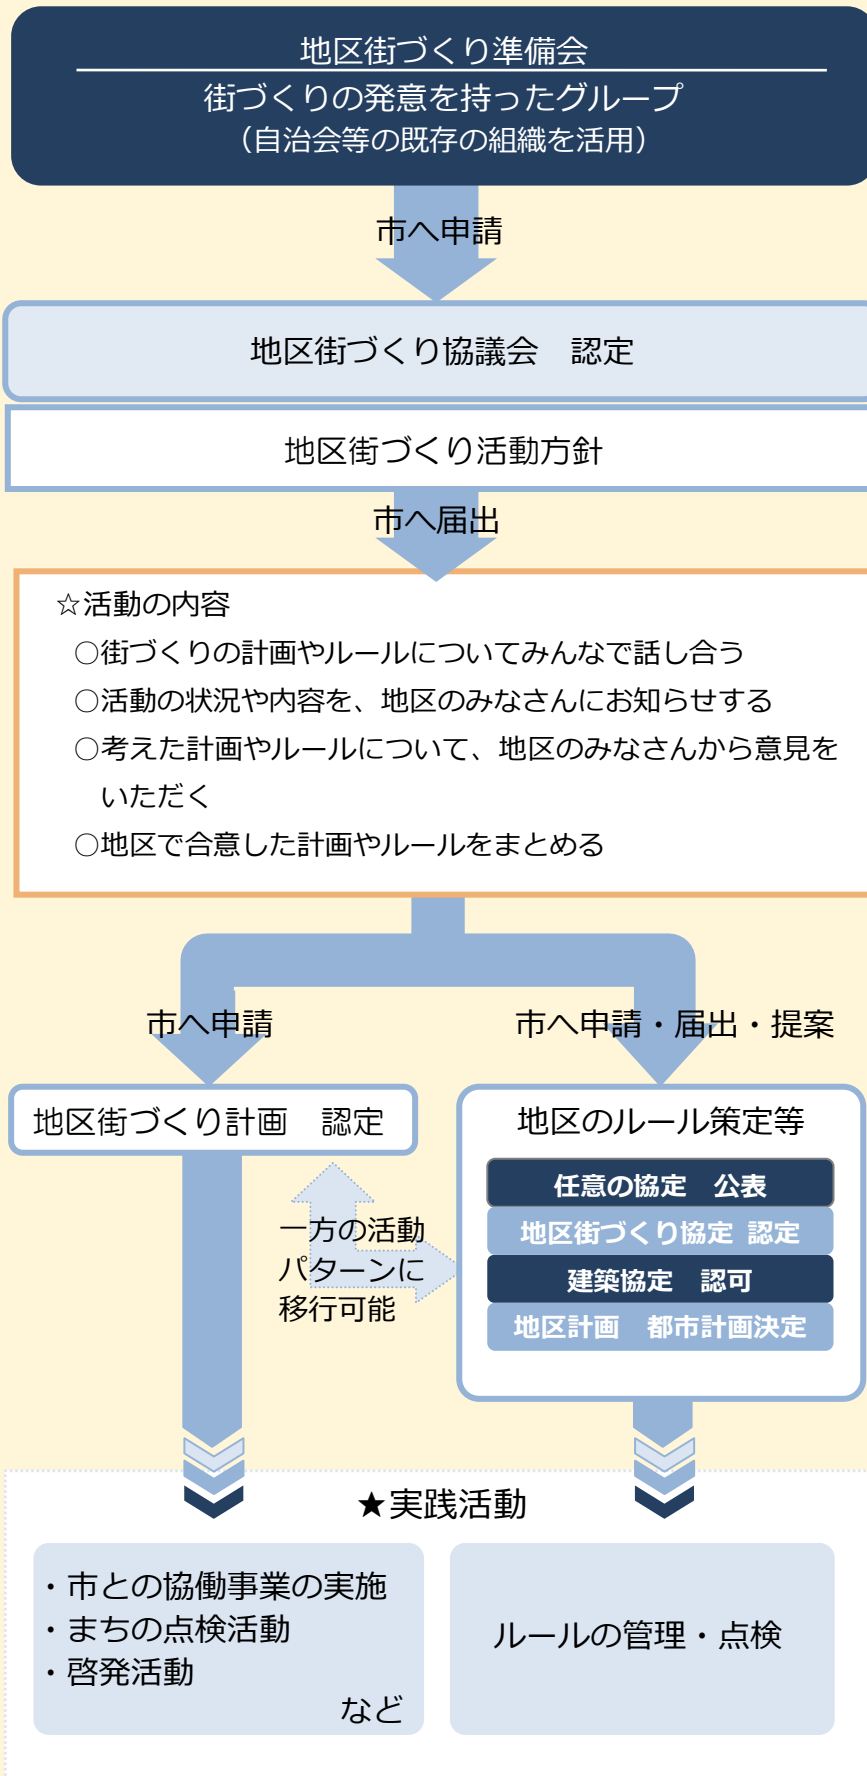 地区街づくり準備会
街づくりの発意を持ったグループ
（自治会等の既存の組織を活用）
市へ申請
地区街づくり協議会　認定
地区街づくり活動方針
市へ届出
☆活動の内容
○街づくりの計画やルールについてみんなで話し合う
○活動の状況や内容を、地区のみなさんにお知らせする
○考えた計画やルールについて、地区のみなさんから意見を
いただく
○地区で合意した計画やルールをまとめる
市へ申請
市へ申請・届出・提案
地区街づくり計画　認定
地区のルール策定等
任意の協定　公表
地区街づくり協定 認定
建築協定　認可
地区計画　都市計画決定
一方の活動
パターンに
移行可能
★実践活動
・市との協働事業の実施
・まちの点検活動
・啓発活動
など
ルールの管理・点検